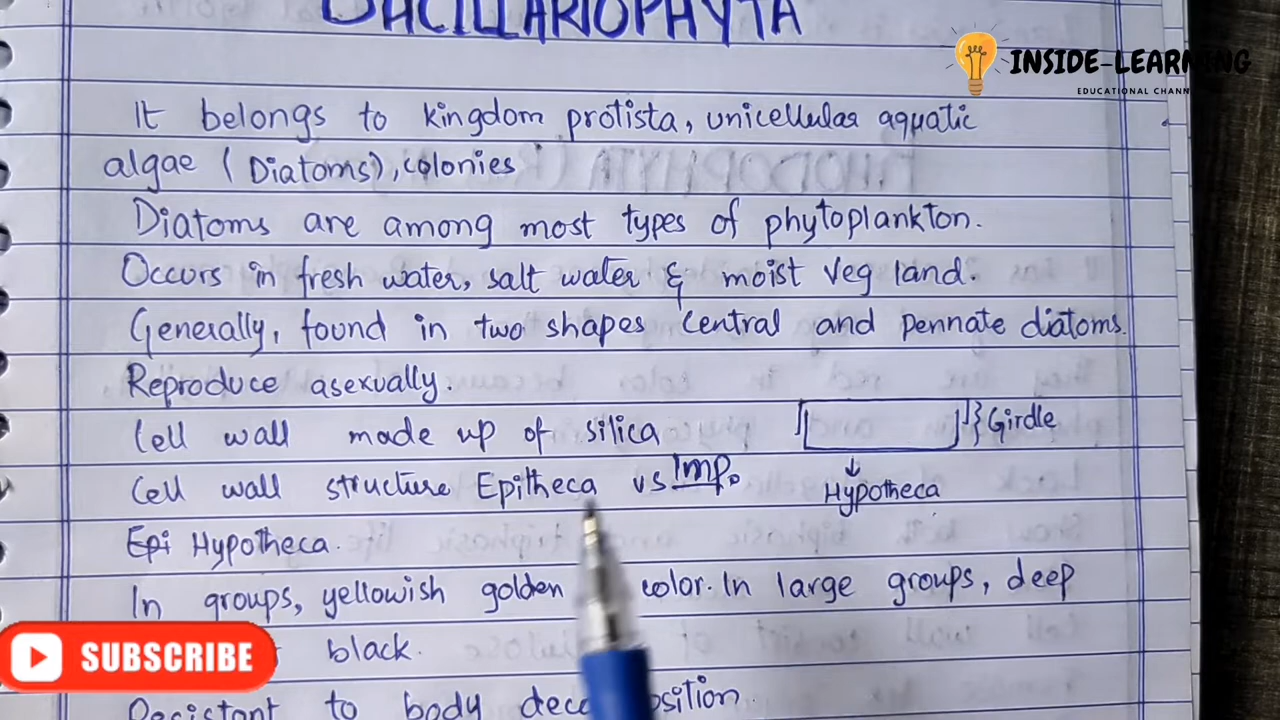 BACILLARIOPHYTA
INSIDE-LEARNING
EDUCATIONAL CHANN
It belongs to kingdom protista, unicellular aquatic
algae (Diatoms), colonies
Diatoms are among most types of phytoplankton.
Occurs in fresh water, salt water & moist veg land.
Generally, found in two shapes central and pennate diatoms.
Reproduce asexually.
Cell wall made up of silica
Girdle
Cell wall structure Epitheca vs Imp.
Hypotheca
Epi Hypotheca.
In groups, yellowish golden color. In large groups, deep
black.
SUBSCRIBE
Resistant to body